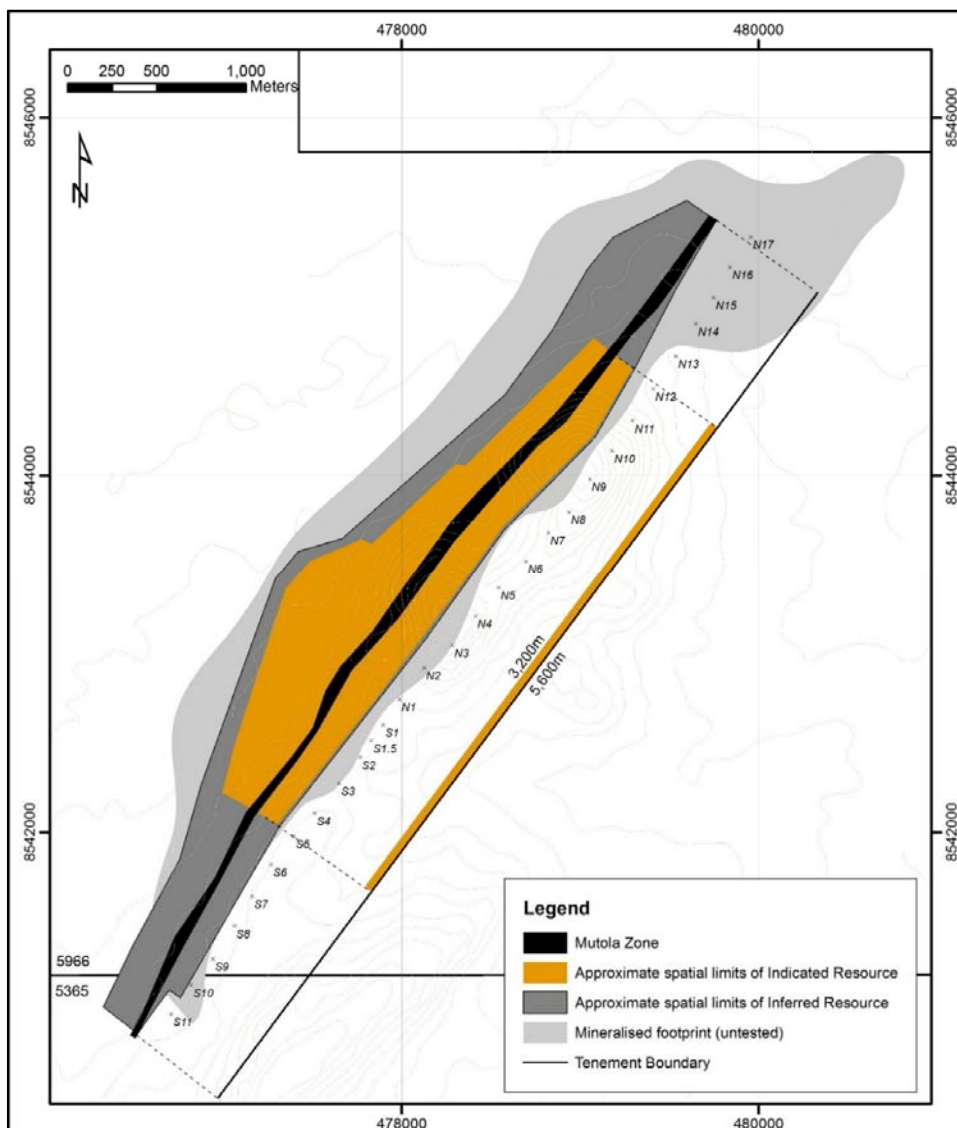 478000
480000
0 250 500 1,000
Meters
8546000
8546000
N
N17
N16
N15
N14
N13
N12
N11
N10
N9
N8
N7
N6
N5
N4
N3
N2
N1
S1
S1.5
S2
S3
S4
S5
S6
S7
S8
S9
S10
S11
8544000
8544000
3,200m
5,600m
8542000
8542000
5966
5365
Legend
Mutola Zone
Approximate spatial limits of Indicated Resource
Approximate spatial limits of Inferred Resource
Mineralised footprint (untested)
Tenement Boundary
478000
480000